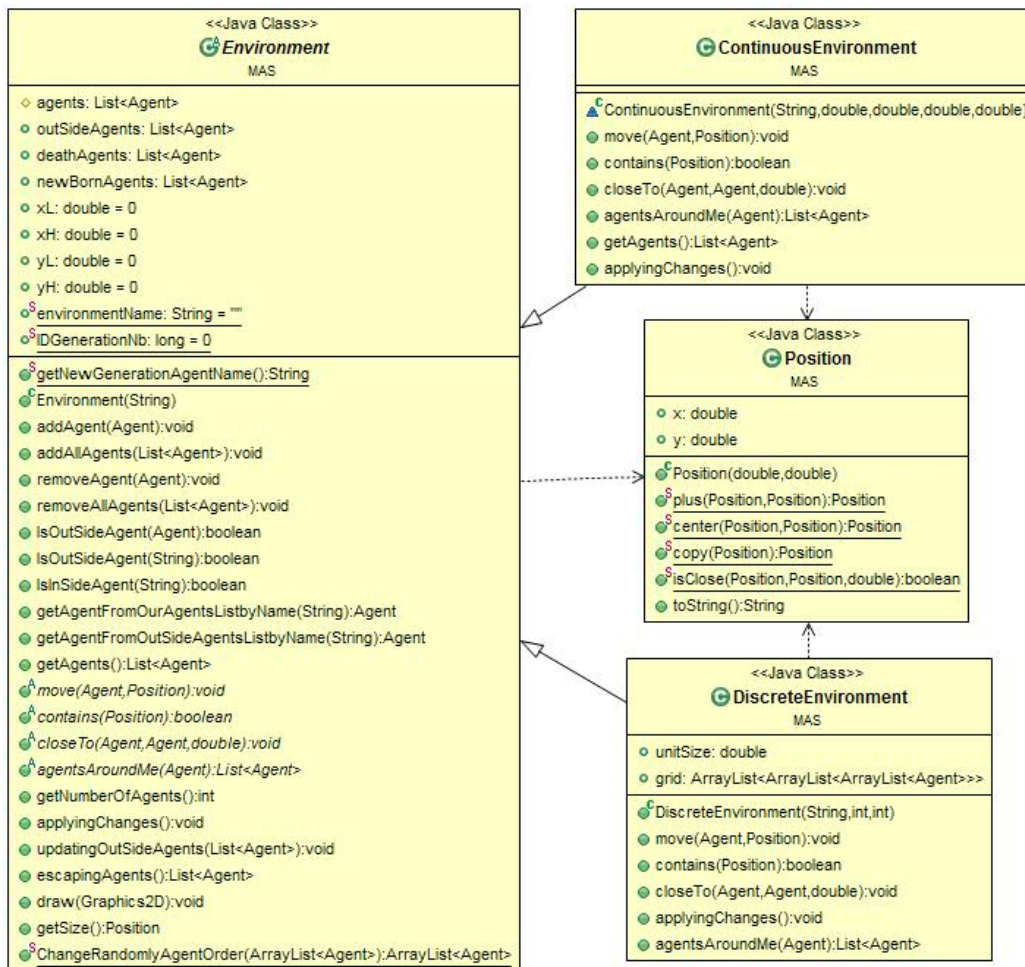 <<Java Class>>
Environment
MAS
agents: List<Agent>
outSideAgents: List<Agent>
deathAgents: List<Agent>
newBornAgents: List<Agent>
xL: double = 0
xH: double = 0
yL: double = 0
yH: double = 0
environmentName: String = ""
IDGenerationNb: long = 0
getNewGenerationAgentName():String
Environment(String)
addAgent(Agent):void
addAllAgents(List<Agent>):void
removeAgent(Agent):void
removeAllAgents(List<Agent>):void
IsOutSideAgent(Agent):boolean
IsOutSideAgent(String):boolean
IsInSideAgent(String):boolean
getAgentFromOurAgentsListbyName(String):Agent
getAgentFromOutSideAgentsListbyName(String):Agent
getAgents():List<Agent>
move(Agent,Position):void
contains(Position):boolean
closeTo(Agent,Agent,double):void
agentsAroundMe(Agent):List<Agent>
getNumberOfAgents():int
applyingChanges():void
updatingOutSideAgents(List<Agent>):void
escapingAgents():List<Agent>
draw(Graphics2D):void
getSize():Position
ChangeRandomlyAgentOrder(ArrayList<Agent>):ArrayList<Agent>
<<Java Class>>
ContinuousEnvironment
MAS
ContinuousEnvironment(String,double,double,double,double)
move(Agent,Position):void
contains(Position):boolean
closeTo(Agent,Agent,double):void
agentsAroundMe(Agent):List<Agent>
getAgents():List<Agent>
applyingChanges():void
<<Java Class>>
Position
MAS
x: double
y: double
Position(double,double)
plus(Position,Position):Position
center(Position,Position):Position
copy(Position):Position
isClose(Position,Position,double):boolean
toString():String
<<Java Class>>
DiscreteEnvironment
MAS
unitSize: double
grid: ArrayList<ArrayList<ArrayList<Agent>>>
DiscreteEnvironment(String,int,int)
move(Agent,Position):void
contains(Position):boolean
closeTo(Agent,Agent,double):void
applyingChanges():void
agentsAroundMe(Agent):List<Agent>